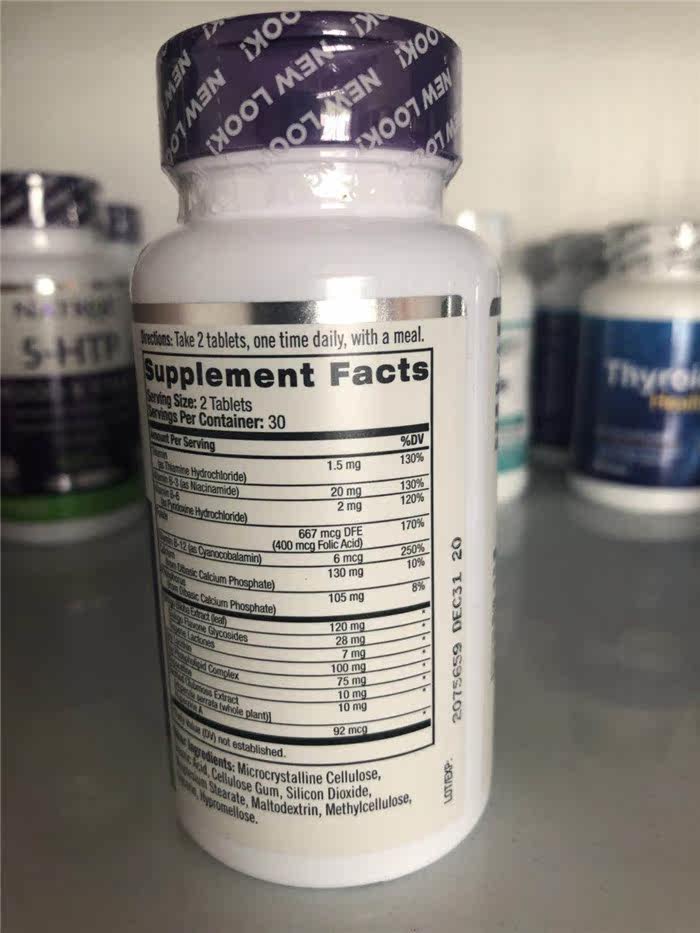 NEW LOOK!
NEW LOOK!
NEW LOOK!
5-HTP
Directions: Take 2 tablets, one time daily, with a meal.
Supplement Facts
Serving Size: 2 Tablets
Servings Per Container: 30
Amount Per Serving %DV
(as Thiamine Hydrochloride) 1.5 mg 130%
B-3 (as Niacinamide) 20 mg 130%
B-6 2 mg 120%
(as Pyridoxine Hydrochloride)
667 mcg DFE 170%
(400 mcg Folic Acid)
B-12 (as Cyanocobalamin) 6 mcg 250%
130 mg 10%
Dibasic Calcium Phosphate)
105 mg 8%
Dibasic Calcium Phosphate)
Extract (leaf) 120 mg *
Flavone Glycosides 28 mg *
Lactones 7 mg *
100 mg *
Complex 75 mg *
10 mg *
Extract 10 mg *
serrata (whole plant)]
A 92 mcg *
Value (DV) not established.
Ingredients: Microcrystalline Cellulose,
Acid, Cellulose Gum, Silicon Dioxide,
Stearate, Maltodextrin, Methylcellulose,
Hypromellose.
LOT/EXP:
2075659 DEC31 20